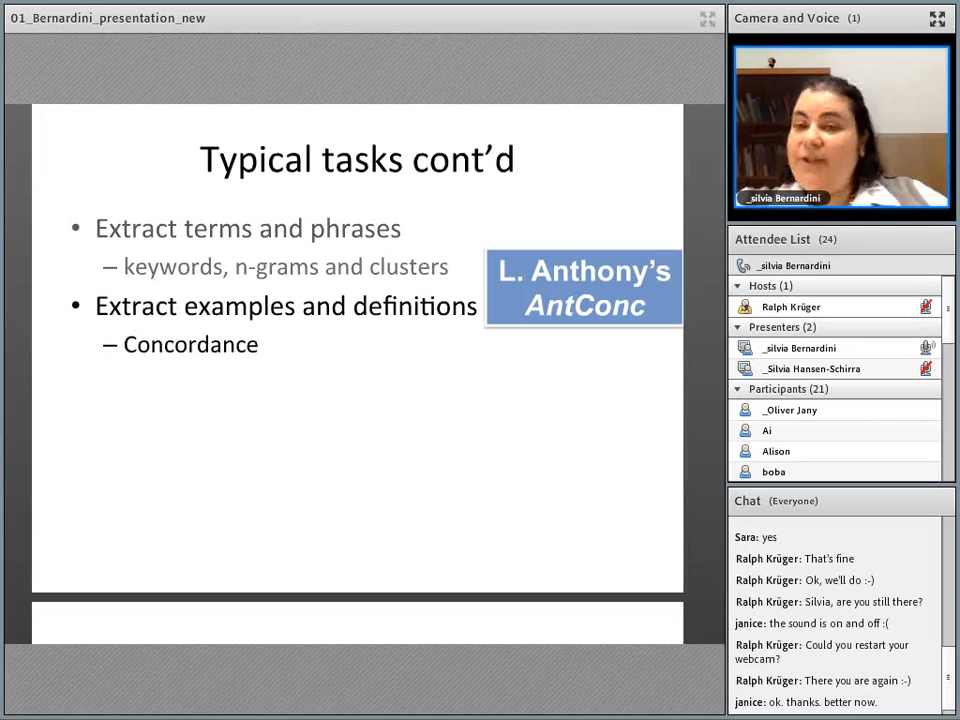 01_Bernardini_presentation_new
Typical tasks cont'd
• Extract terms and phrases
– keywords, n-grams and clusters
• Extract examples and definitions
– Concordance
L. Anthony's
AntConc
Camera and Voice (1)
_silvia Bernardini
Attendee List (24)
_silvia Bernardini
Hosts (1)
Ralph Krüger
Presenters (2)
_silvia Bernardini
_Silvia Hansen-Schirra
Participants (21)
_Oliver Jany
Ai
Alison
boba
Chat (Everyone)
Sara: yes
Ralph Krüger: That's fine
Ralph Krüger: Ok, we'll do :-)
Ralph Krüger: Silvia, are you still there?
janice: the sound is on and off :(
Ralph Krüger: Could you restart your
webcam?
Ralph Krüger: There you are again :-)
janice: ok. thanks. better now.